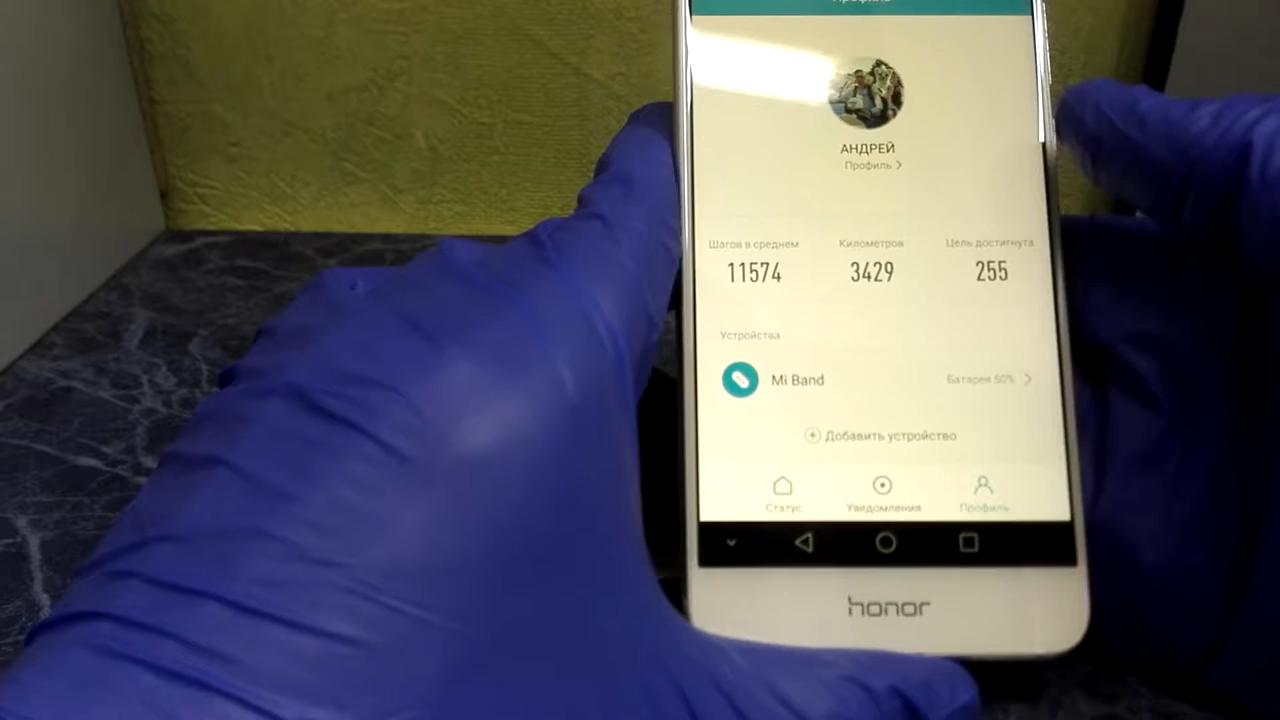 Профиль
АНДРЕЙ
Профиль >
Шагов в среднем
Километров
Цель достигнута
11574
3429
255
Устройства
Mi Band
Батарея 50% >
Добавить устройство
Статус
Уведомления
Профиль
honor